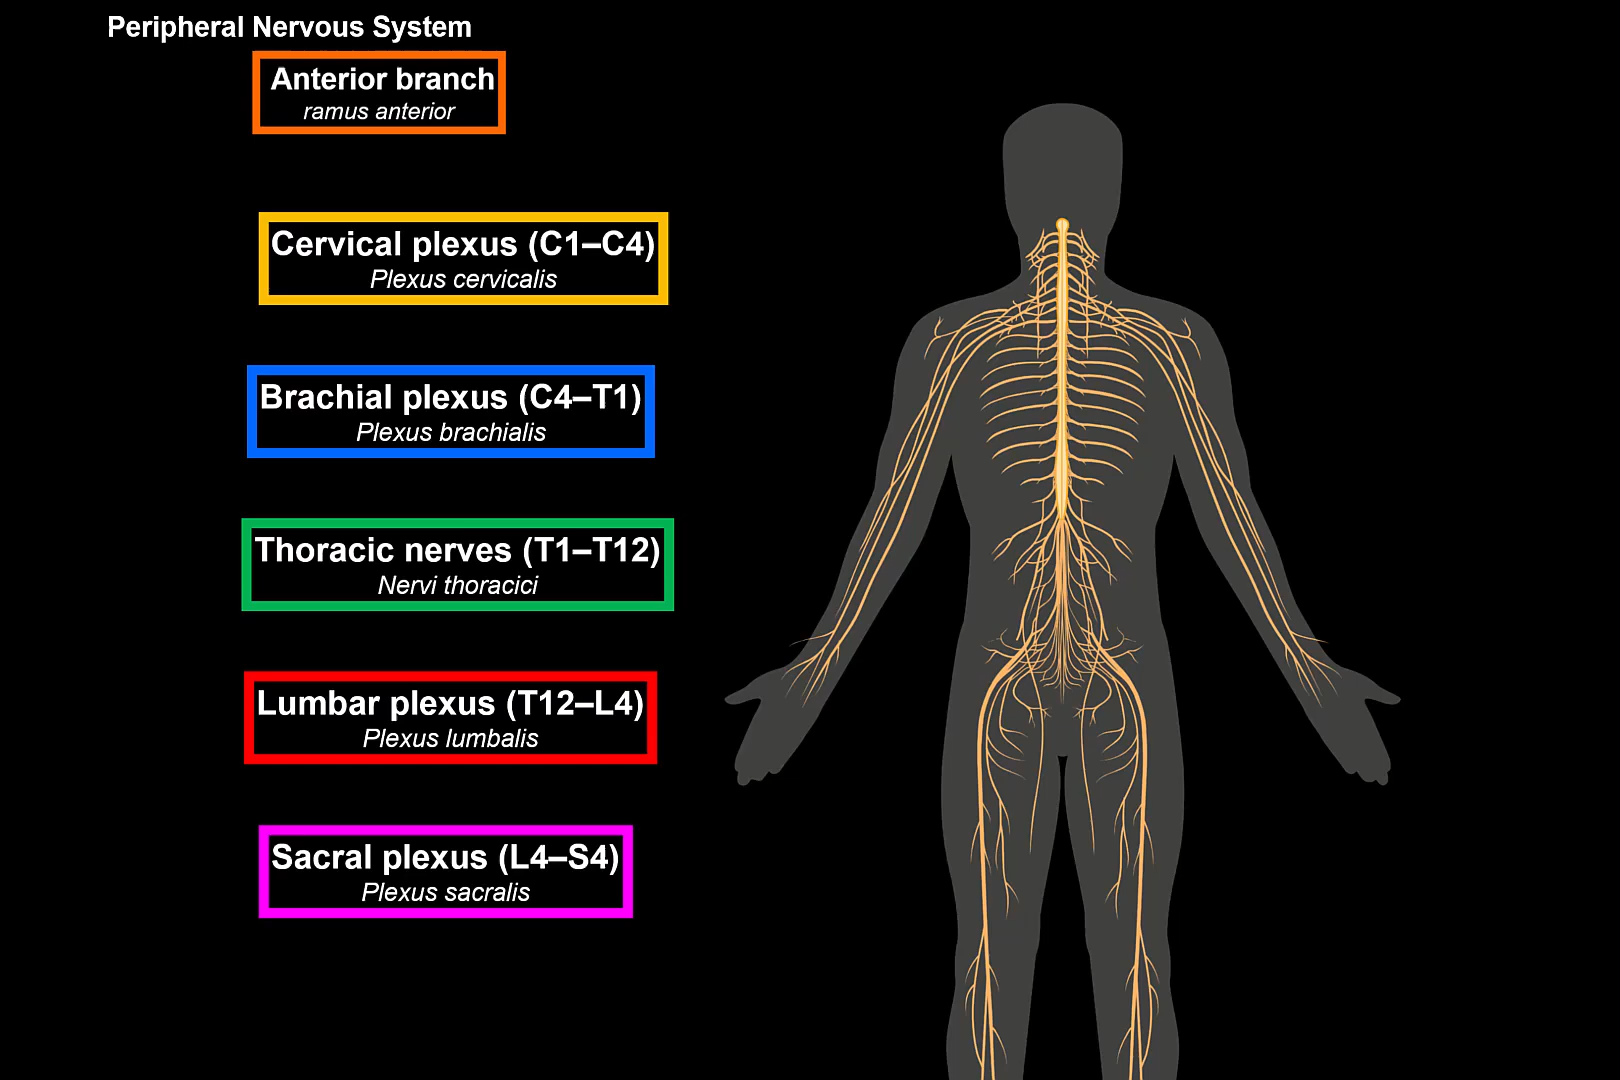 Peripheral Nervous System
Anterior branch
ramus anterior
Cervical plexus (C1–C4)
Plexus cervicalis
Brachial plexus (C4–T1)
Plexus brachialis
Thoracic nerves (T1–T12)
Nervi thoracici
Lumbar plexus (T12–L4)
Plexus lumbalis
Sacral plexus (L4–S4)
Plexus sacralis